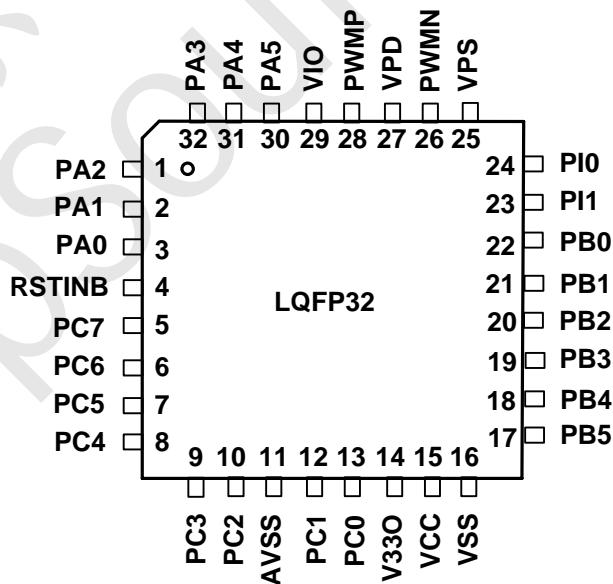 PA3 PA4 PA5 VIO PWMP VPD PWMN VPS
32 31 30 29 28 27 26 25
PA2 1 24 PI0
PA1 2 23 PI1
PA0 3 22 PB0
RSTINB 4 21 PB1
LQFP32
PC7 5 20 PB2
PC6 6 19 PB3
PC5 7 18 PB4
PC4 8 17 PB5
9 10 11 12 13 14 15 16
PC3 PC2 AVSS PC1 PC0 V33O VCC VSS